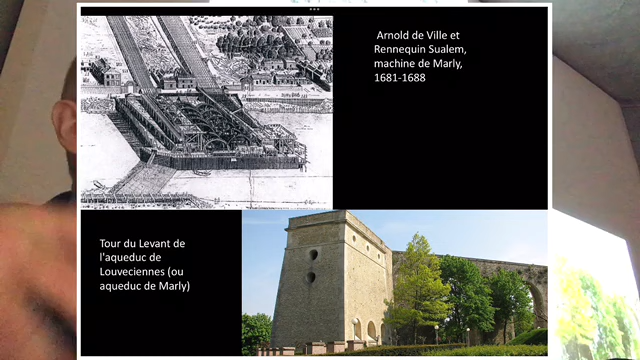 Arnold de Ville et
Rennequin Sualem,
machine de Marly,
1681-1688
Tour du Levant de
l'aqueduc de
Louveciennes (ou
aqueduc de Marly)